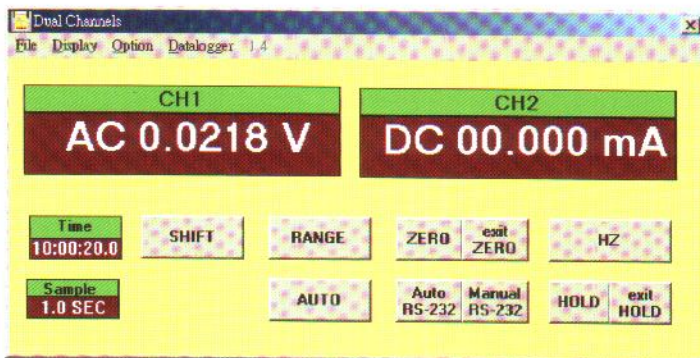 Dual Channels
File Display Option Datalogger 1.4
CH1
AC 0.0218 V
CH2
DC 00.000 mA
Time
10:00:20.0
SHIFT
RANGE
ZERO
exit ZERO
HZ
Sample
1.0 SEC
AUTO
Auto RS-232
Manual RS-232
HOLD
exit HOLD